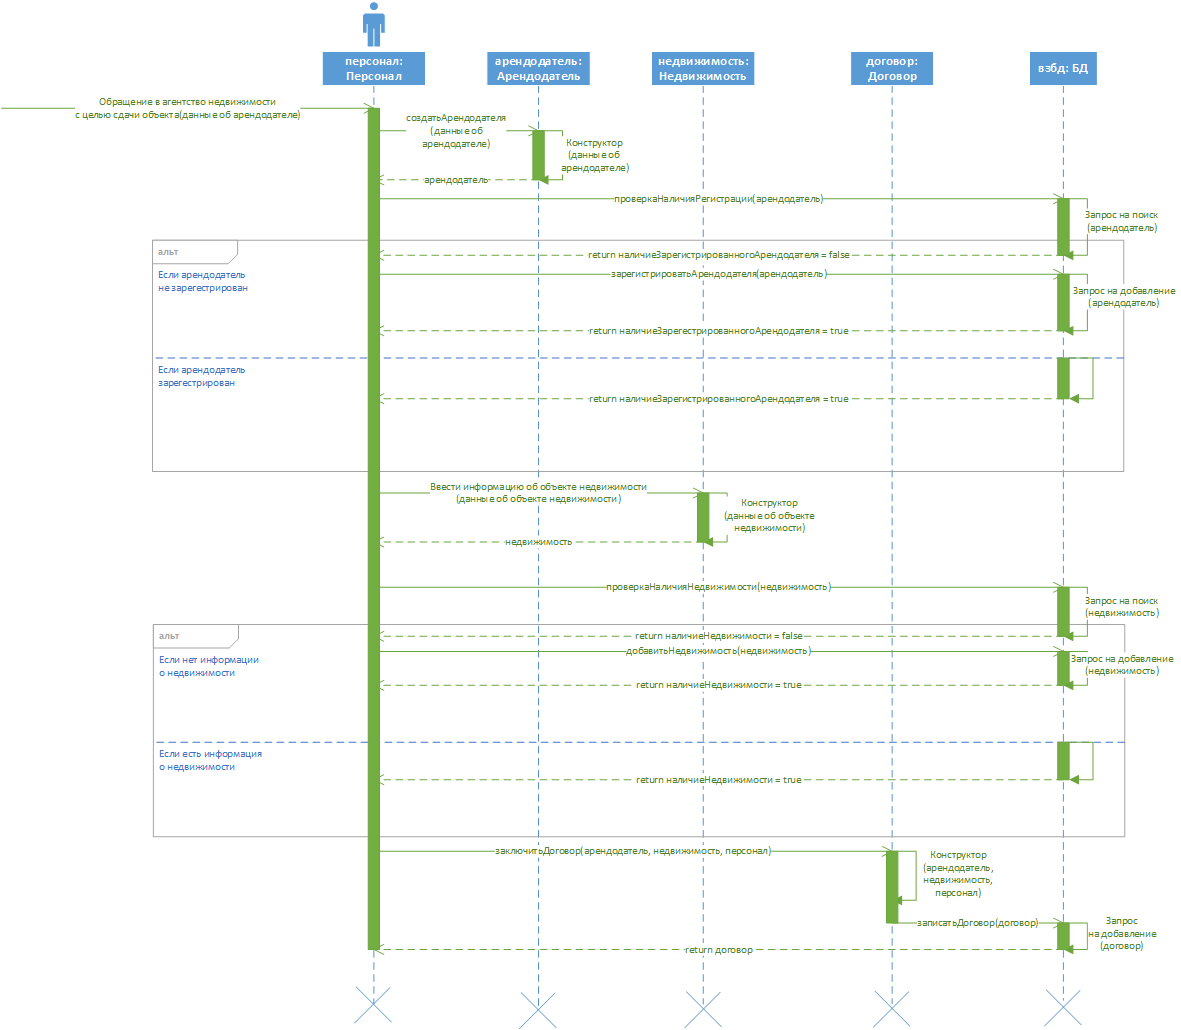 персонал:
Персонал
арендодатель:
Арендодатель
недвижимость:
Недвижимость
договор:
Договор
взбд: БД
Обращение в агентство недвижимости
с целью сдачи объекта(данные об арендодателе)
создатьАрендодателя
(данные об
арендодателе)
Конструктор
(данные об
арендодателе)
арендодатель
проверкаНаличияРегистрации(арендодатель)
Запрос на поиск
(арендодатель)
альт
return наличиеЗарегистрированногоАрендодателя = false
Если арендодатель
не зарегестрирован
зарегистрироватьАрендодателя(арендодатель)
Запрос на добавление
(арендодатель)
return наличиеЗарегестрированногоАрендодателя = true
Если арендодатель
зарегестрирован
return наличиеЗарегистрированногоАрендодателя = true
Ввести информацию об объекте недвижимости
(данные об объекте недвижимости)
Конструктор
(данные об объекте
недвижимости)
недвижимость
проверкаНаличияНедвижимости(недвижимость)
Запрос на поиск
(недвижимость)
альт
return наличиеНедвижимости = false
добавитьНедвижимость(недвижимость)
Если нет информации
о недвижимости
Запрос на добавление
(недвижимость)
return наличиеНедвижимости = true
Если есть информация
о недвижимости
return наличиеНедвижимости = true
заключитьДоговор(арендодатель, недвижимость, персонал)
Конструктор
(арендодатель,
недвижимость,
персонал)
записатьДоговор(договор)
Запрос
на добавление
(договор)
return договор